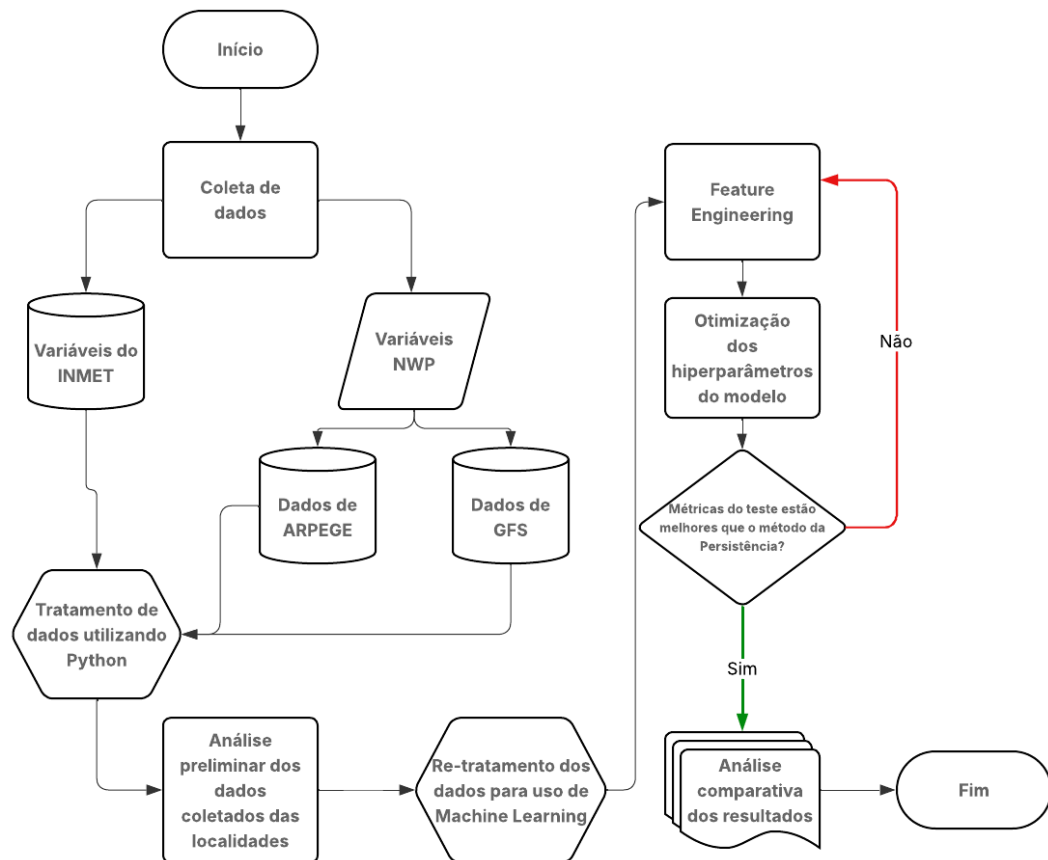 Início
Coleta de
dados
Variáveis do
INMET
Variáveis
NWP
Dados de
ARPEGE
Dados de
GFS
Tratamento de
dados utilizando
Python
Análise
preliminar dos
dados
coletados das
localidades
Re-tratamento dos
dados para uso de
Machine Learning
Feature
Engineering
Otimização
dos
hiperparâmetros
do modelo
Métricas do teste estão
melhores que o método da
Persistência?
Não
Sim
Análise
comparativa
dos resultados
Fim